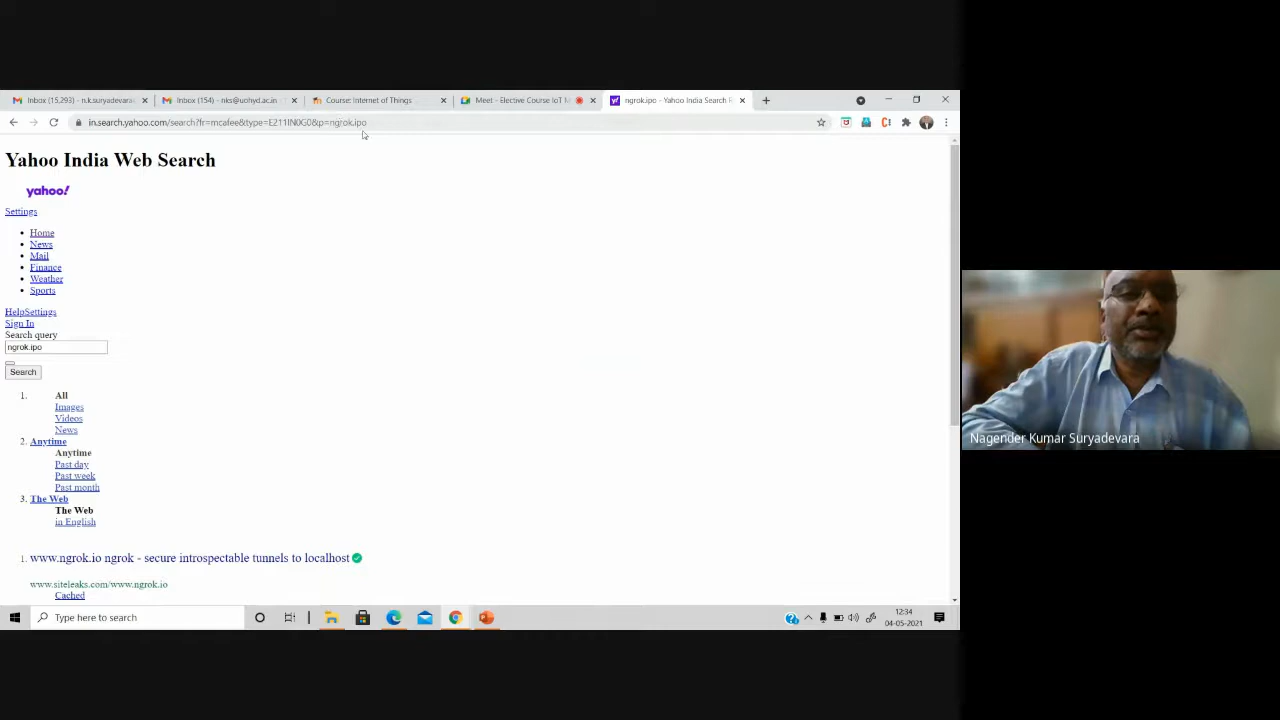 Inbox (15,293) - n.k.suryadevara
Inbox (154) - nks@uohyd.ac.in
Course: Internet of Things
Meet - Elective Course IoT M
ngrok.ipo - Yahoo India Search R
in.search.yahoo.com/search?fr=mcafee&type=E211IN0G0&p=ngrok.ipo
Yahoo India Web Search
yahoo!
Settings
Home
News
Mail
Finance
Weather
Sports
HelpSettings
Sign In
Search query
ngrok.ipo
Search
1. All
Images
Videos
News
2. Anytime
Anytime
Past day
Past week
Past month
3. The Web
The Web
in English
1. www.ngrok.io ngrok - secure introspectable tunnels to localhost
www.siteleaks.com/www.ngrok.io
Cached
Type here to search
12:34
04-05-2021
Nagender Kumar Suryadevara